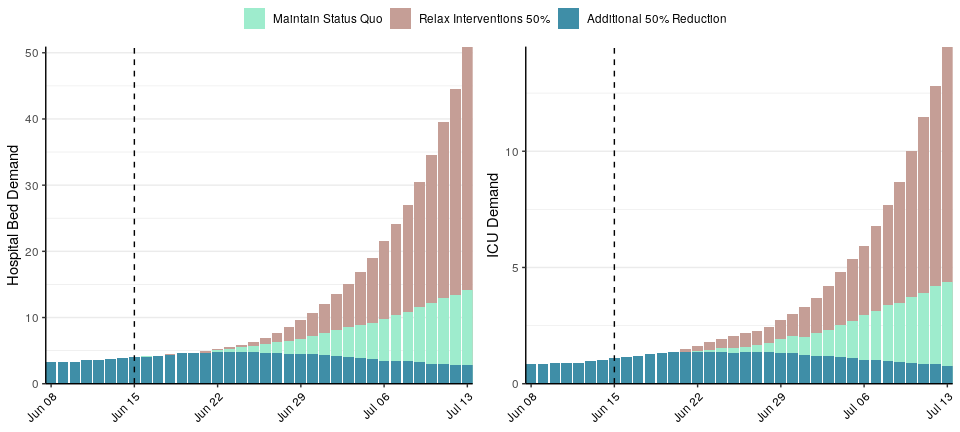 Maintain Status Quo Relax Interventions 50% Additional 50% Reduction
Hospital Bed Demand
50
40
30
20
10
0
Jun 08 Jun 15 Jun 22 Jun 29 Jul 06 Jul 13
ICU Demand
10
5
0
Jun 08 Jun 15 Jun 22 Jun 29 Jul 06 Jul 13